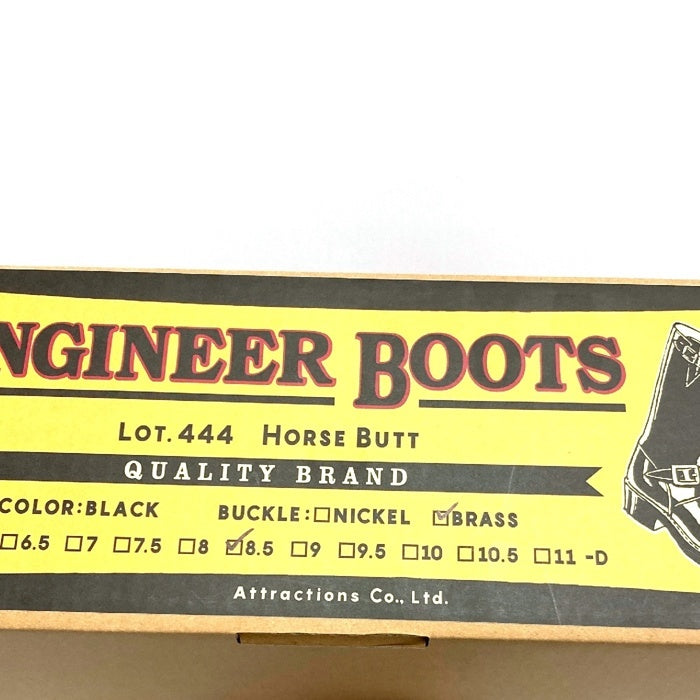 NGINEER BOOTS
LOT. 444 HORSE BUTT
QUALITY BRAND
COLOR:BLACK BUCKLE:☐NICKEL ☑BRASS
☐6.5 ☐7 ☐7.5 ☐8 ☑8.5 ☐9 ☐9.5 ☐10 ☐10.5 ☐11 -D
Attractions Co., Ltd.